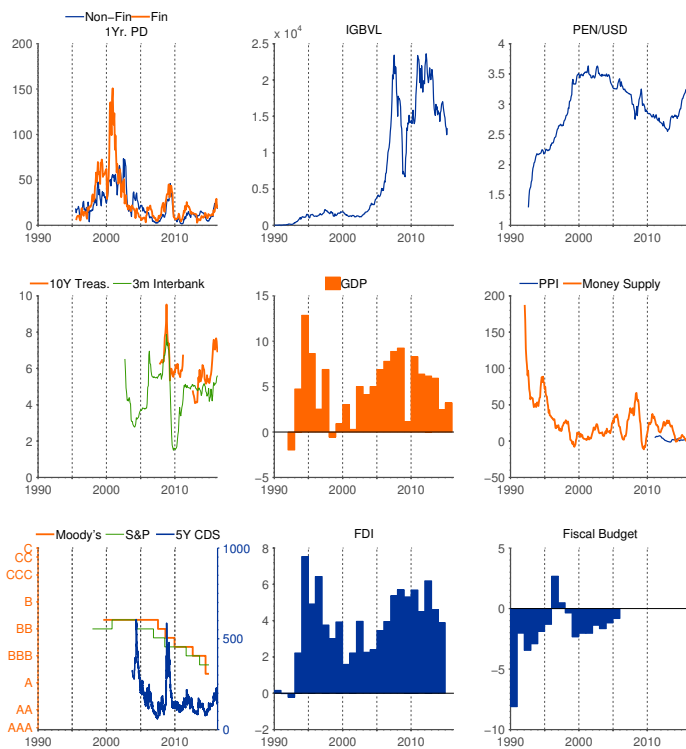 Non−Fin Fin
1Yr. PD
200
150
100
50
0
1990 2000 2010
IGBVL
x 10^4
2.5
2
1.5
1
0.5
0
1990 2000 2010
PEN/USD
4
3.5
3
2.5
2
1.5
1
1990 2000 2010
10Y Treas. 3m Interbank
10
8
6
4
2
0
1990 2000 2010
GDP
15
10
5
0
−5
1990 2000 2010
PPI Money Supply
200
150
100
50
0
−50
1990 2000 2010
Moody's S&P 5Y CDS
C
CC
CCC
B
BB
BBB
A
AA
AAA
1000
500
0
1990 2000 2010
FDI
8
6
4
2
0
−2
1990 2000 2010
Fiscal Budget
5
0
−5
−10
1990 2000 2010